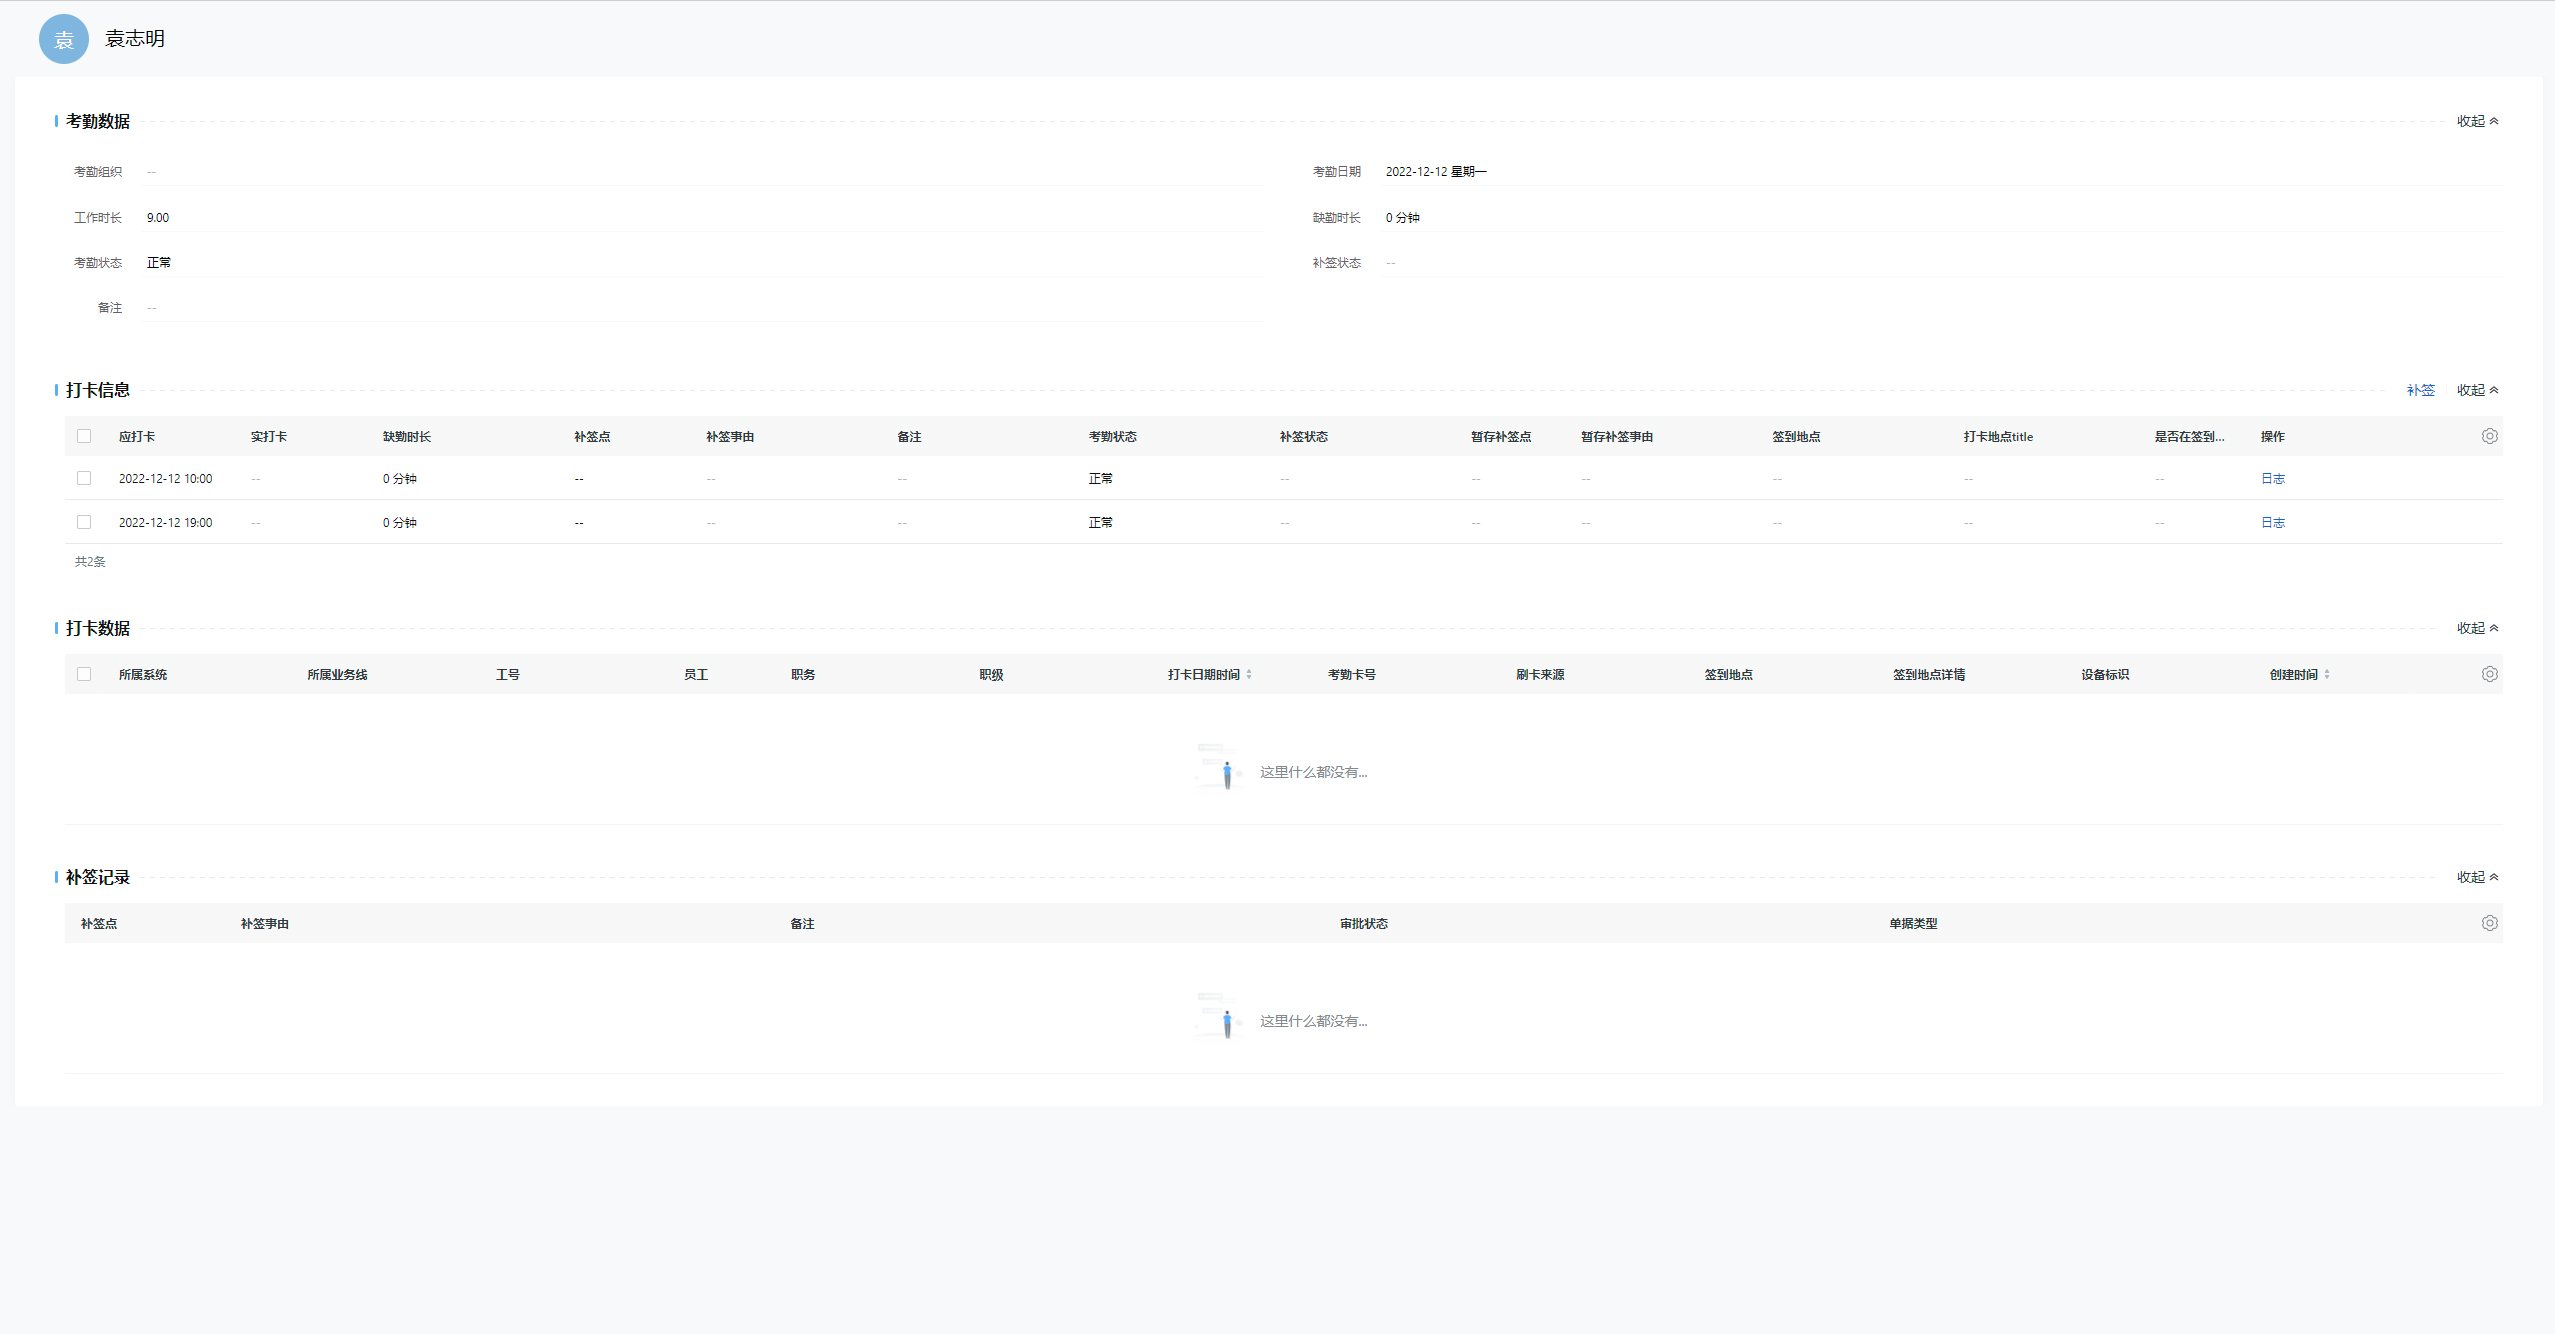 袁 袁志明
考勤数据 收起
考勤组织 -- 考勤日期 2022-12-12 星期一
工作时长 9.00 缺勤时长 0 分钟
考勤状态 正常 补签状态 --
备注 --
打卡信息 补签 收起
应打卡 实打卡 缺勤时长 补签点 补签事由 备注 考勤状态 补签状态 暂存补签点 暂存补签事由 签到地点 打卡地点title 是否在签到... 操作
2022-12-12 10:00 -- 0 分钟 -- -- -- 正常 -- -- -- -- -- -- 日志
2022-12-12 19:00 -- 0 分钟 -- -- -- 正常 -- -- -- -- -- -- 日志
共2条
打卡数据 收起
所属系统 所属业务线 工号 员工 职务 职级 打卡日期时间 考勤卡号 刷卡来源 签到地点 签到地点详情 设备标识 创建时间
这里什么都没有...
补签记录 收起
补签点 补签事由 备注 审批状态 单据类型
这里什么都没有...